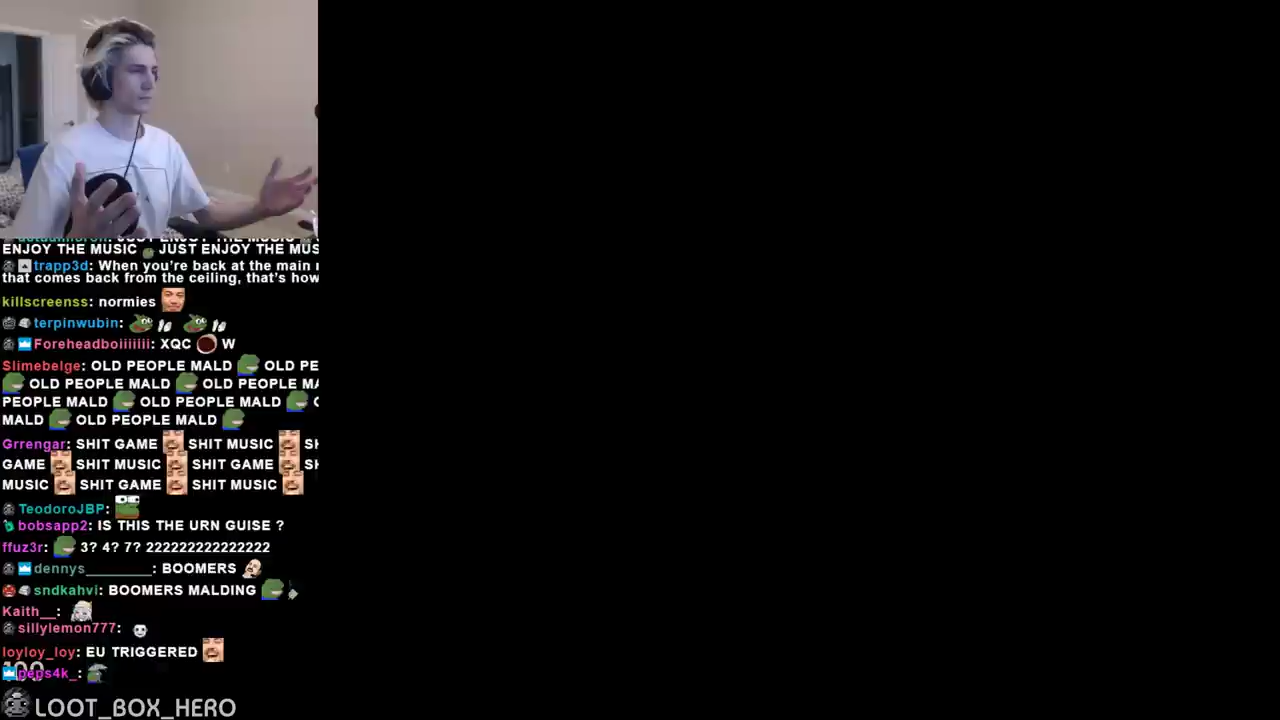 ENJOY THE MUSIC JUST ENJOY THE MUS
trapp3d: When you're back at the main
that comes back from the ceiling, that's how
killscreenss: normies
terpinwubin:
Foreheadboiiiiiii: XQC W
Slimebelge: OLD PEOPLE MALD OLD PE
OLD PEOPLE MALD OLD PEOPLE MA
PEOPLE MALD OLD PEOPLE MALD
MALD OLD PEOPLE MALD
Grrengar: SHIT GAME SHIT MUSIC SH
GAME SHIT MUSIC SHIT GAME SH
MUSIC SHIT GAME SHIT MUSIC
TeodoroJBP:
bobsapp2: IS THIS THE URN GUISE ?
ffuz3r: 3? 4? 7? 222222222222222
dennys________: BOOMERS
sndkahvi: BOOMERS MALDING
Kaith__:
sillylemon777:
loyloy_loy: EU TRIGGERED
peps4k_:
LOOT_BOX_HERO